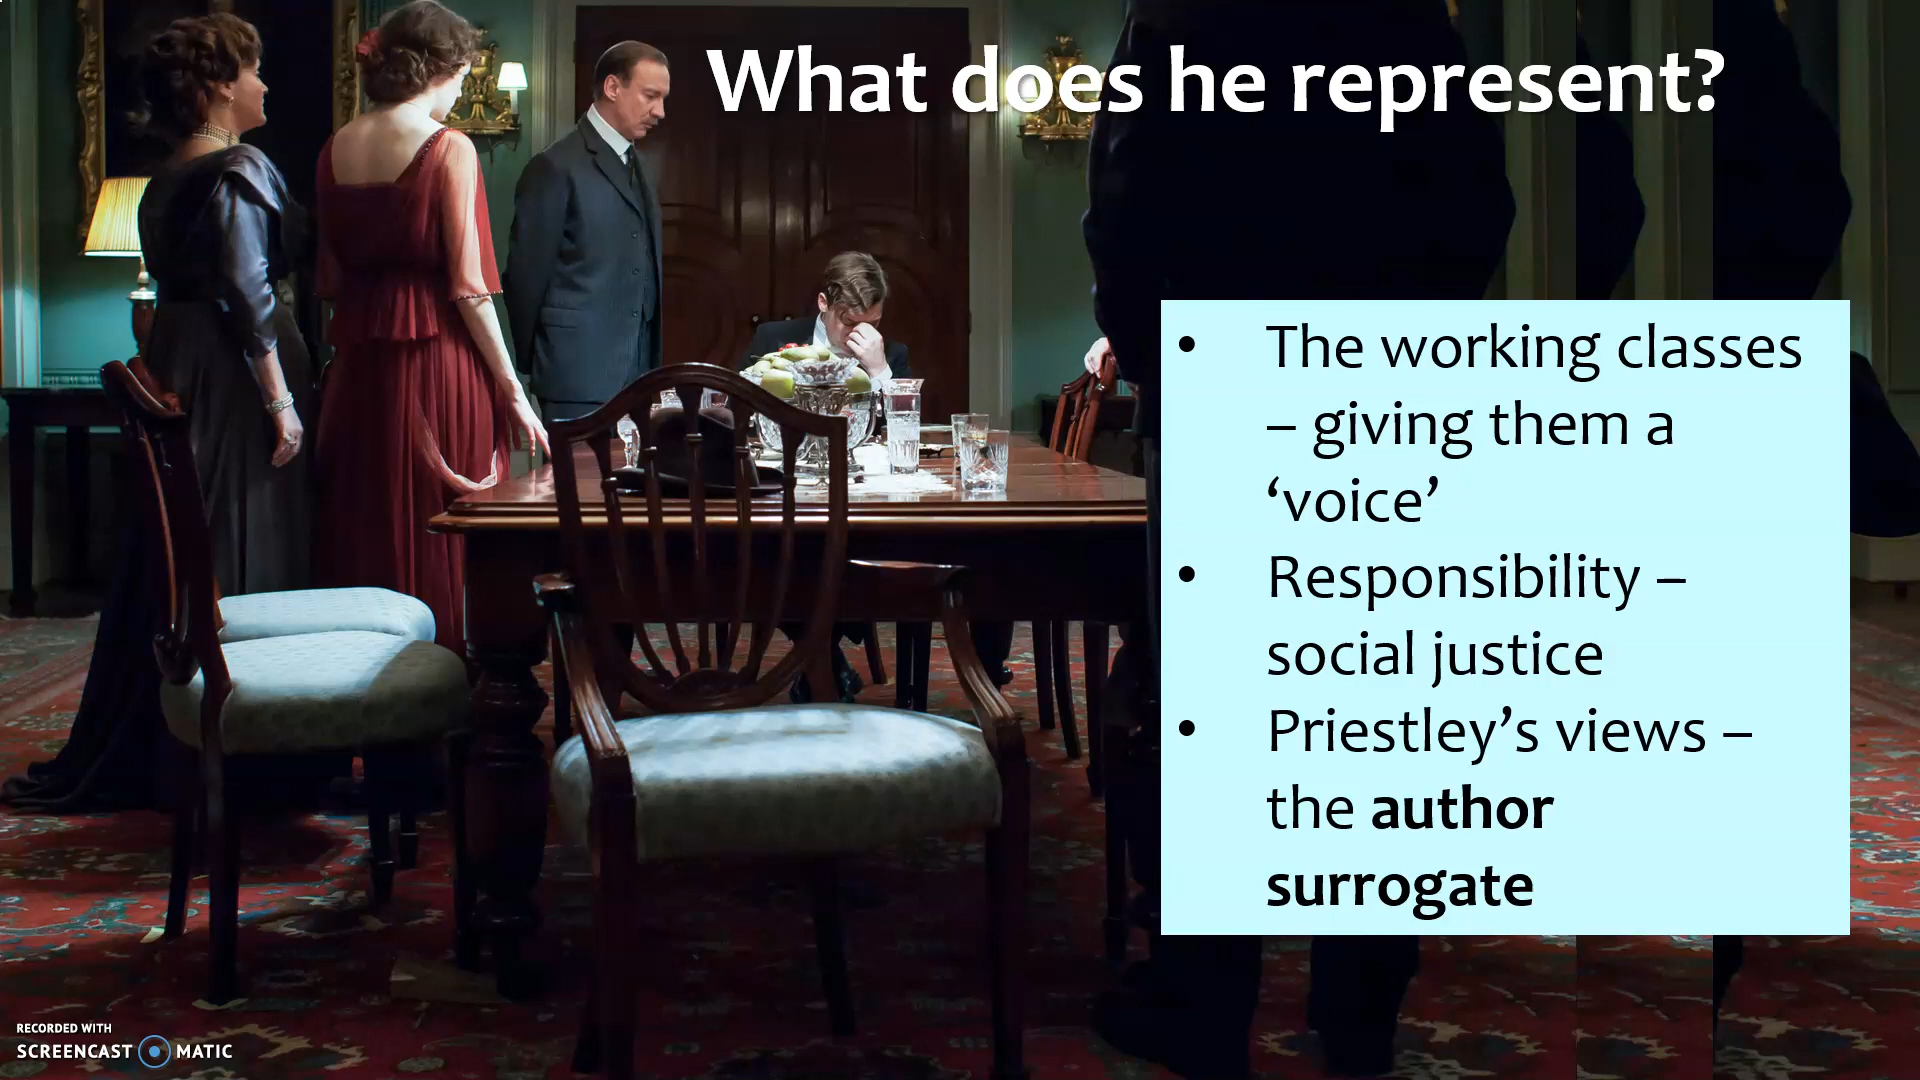 What does he represent?
• The working classes
– giving them a
‘voice’
• Responsibility –
social justice
• Priestley’s views –
the author
surrogate
RECORDED WITH
SCREENCAST MATIC